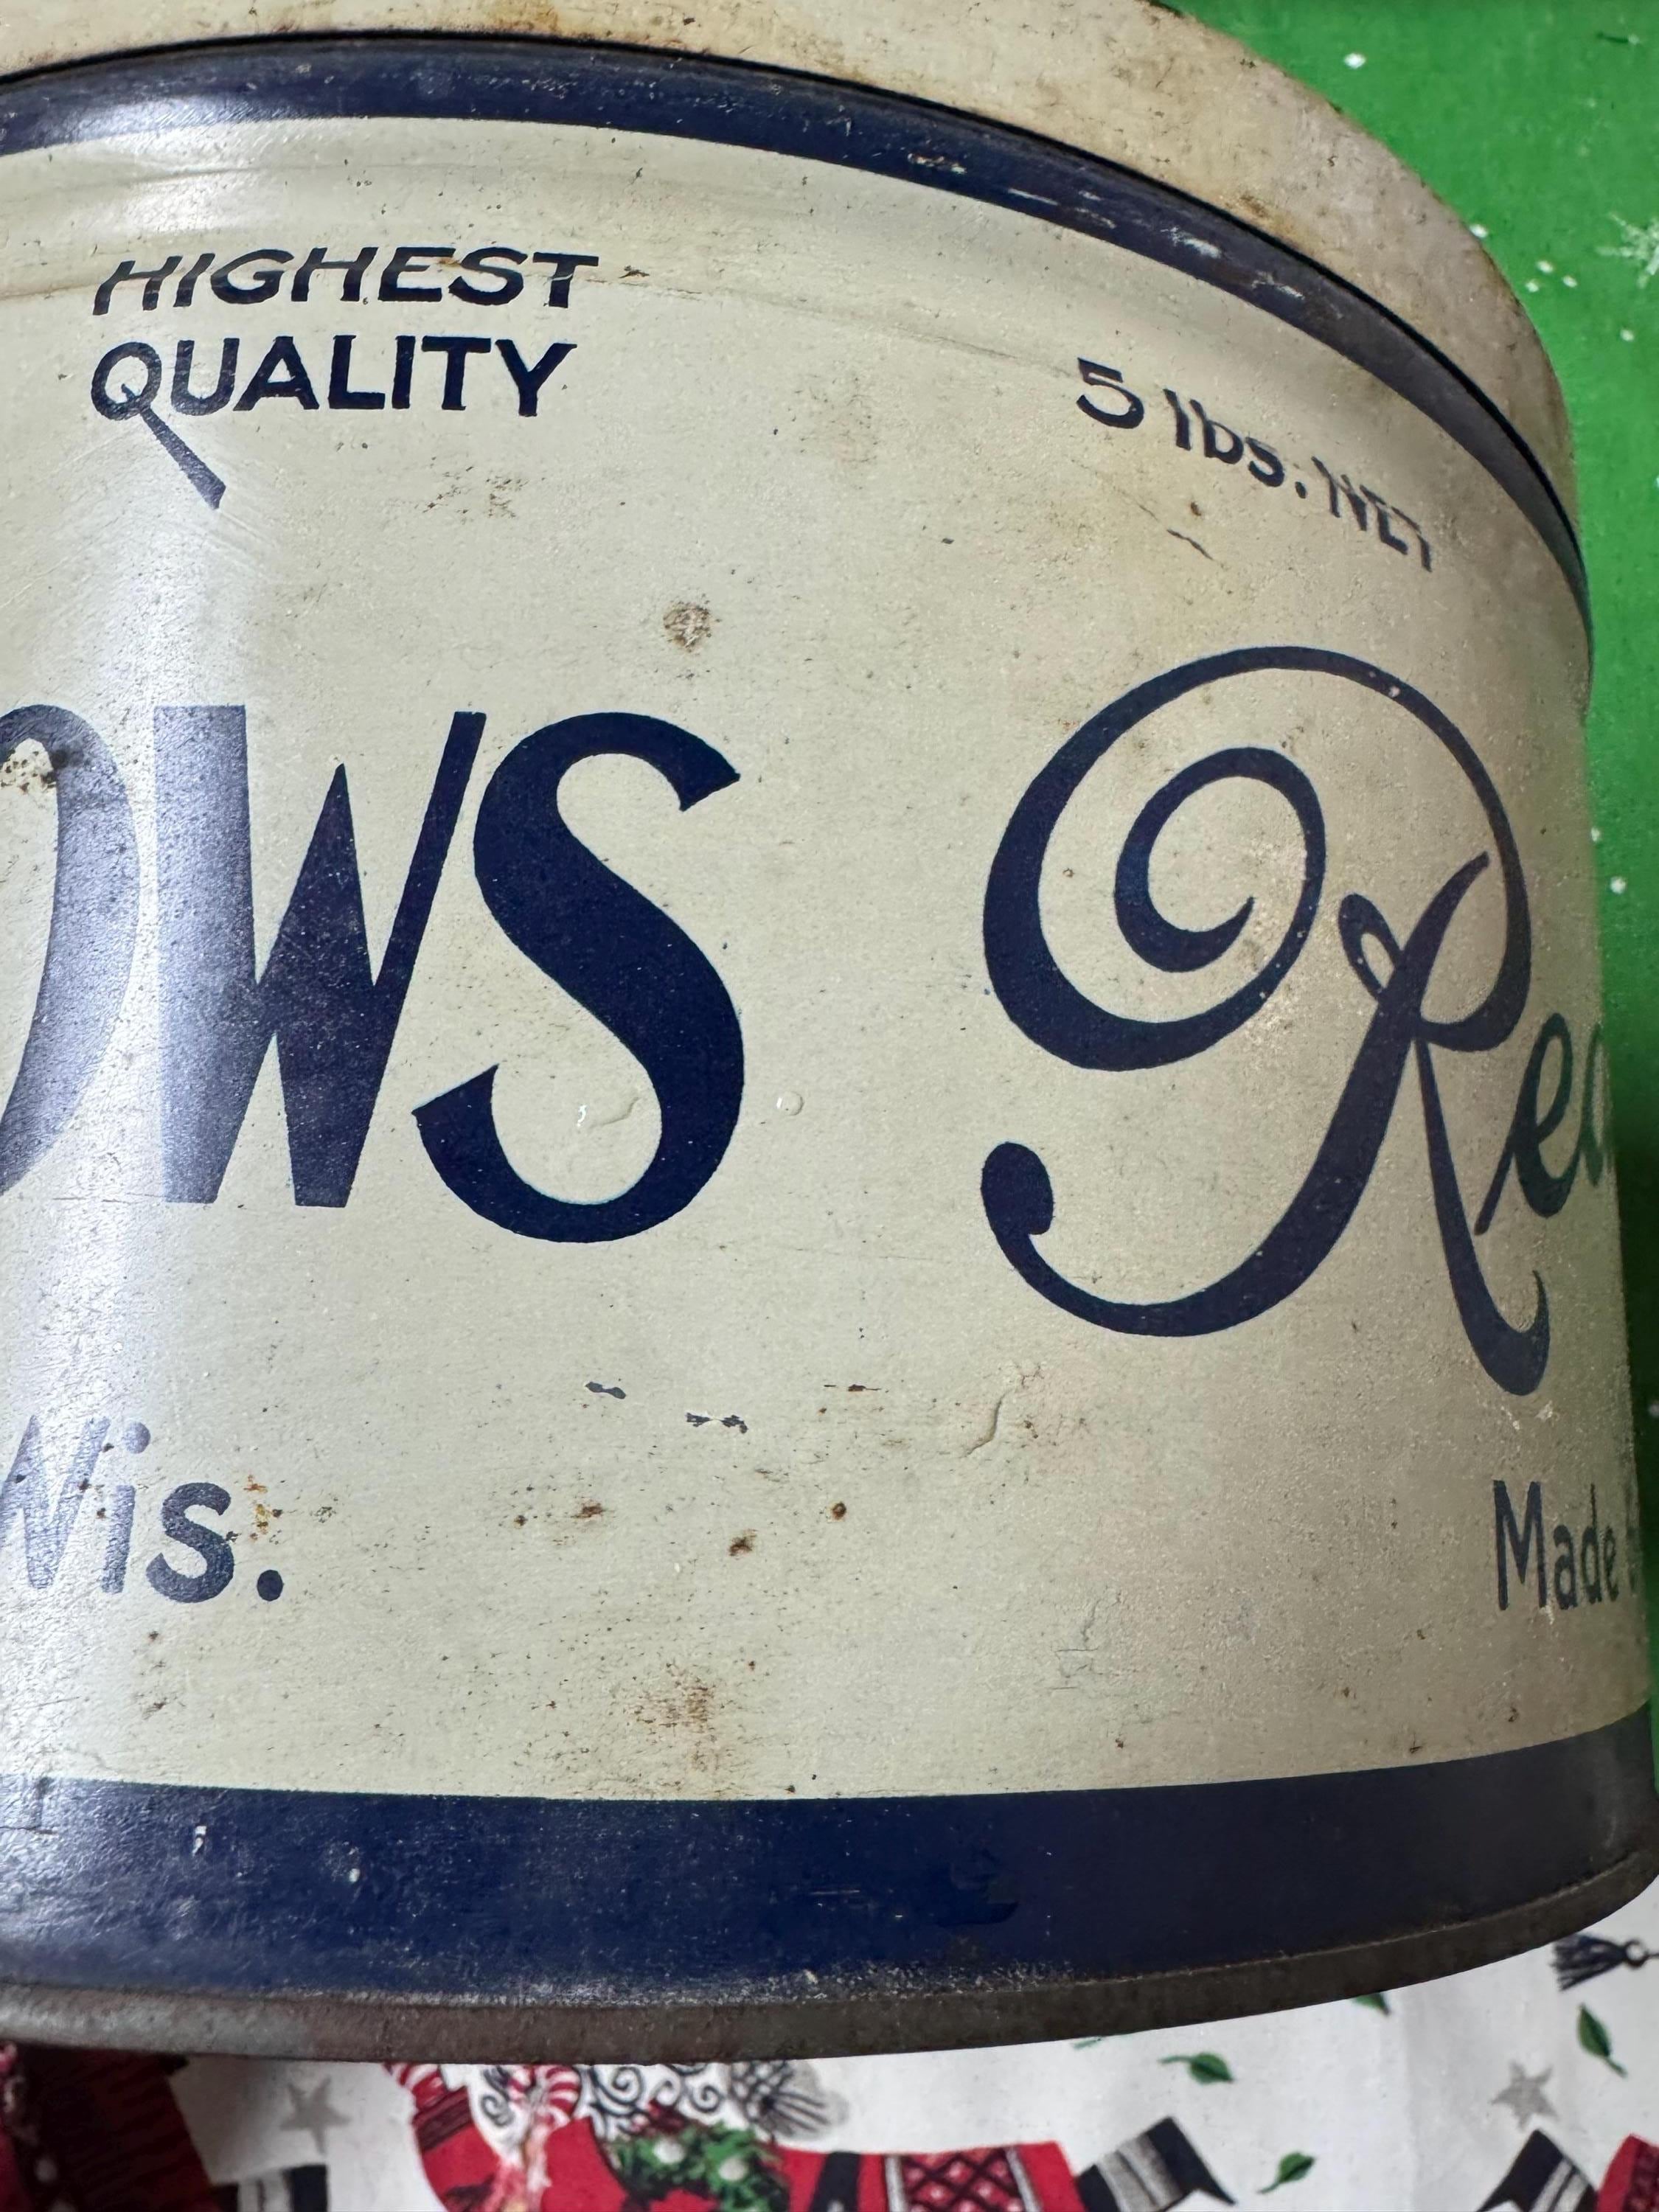 HIGHEST
QUALITY
5 lbs. NET
OWS Rea
Wis.
Made